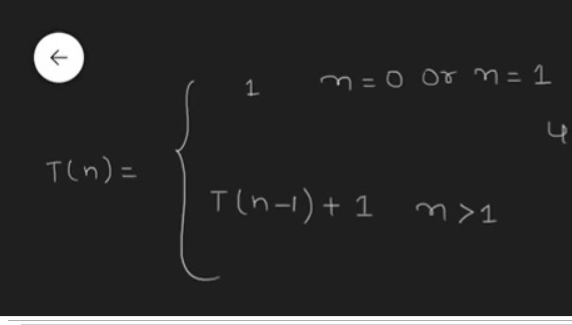 1 n=0 or n=1
4
T(n)=
T(n-1)+1 n>1